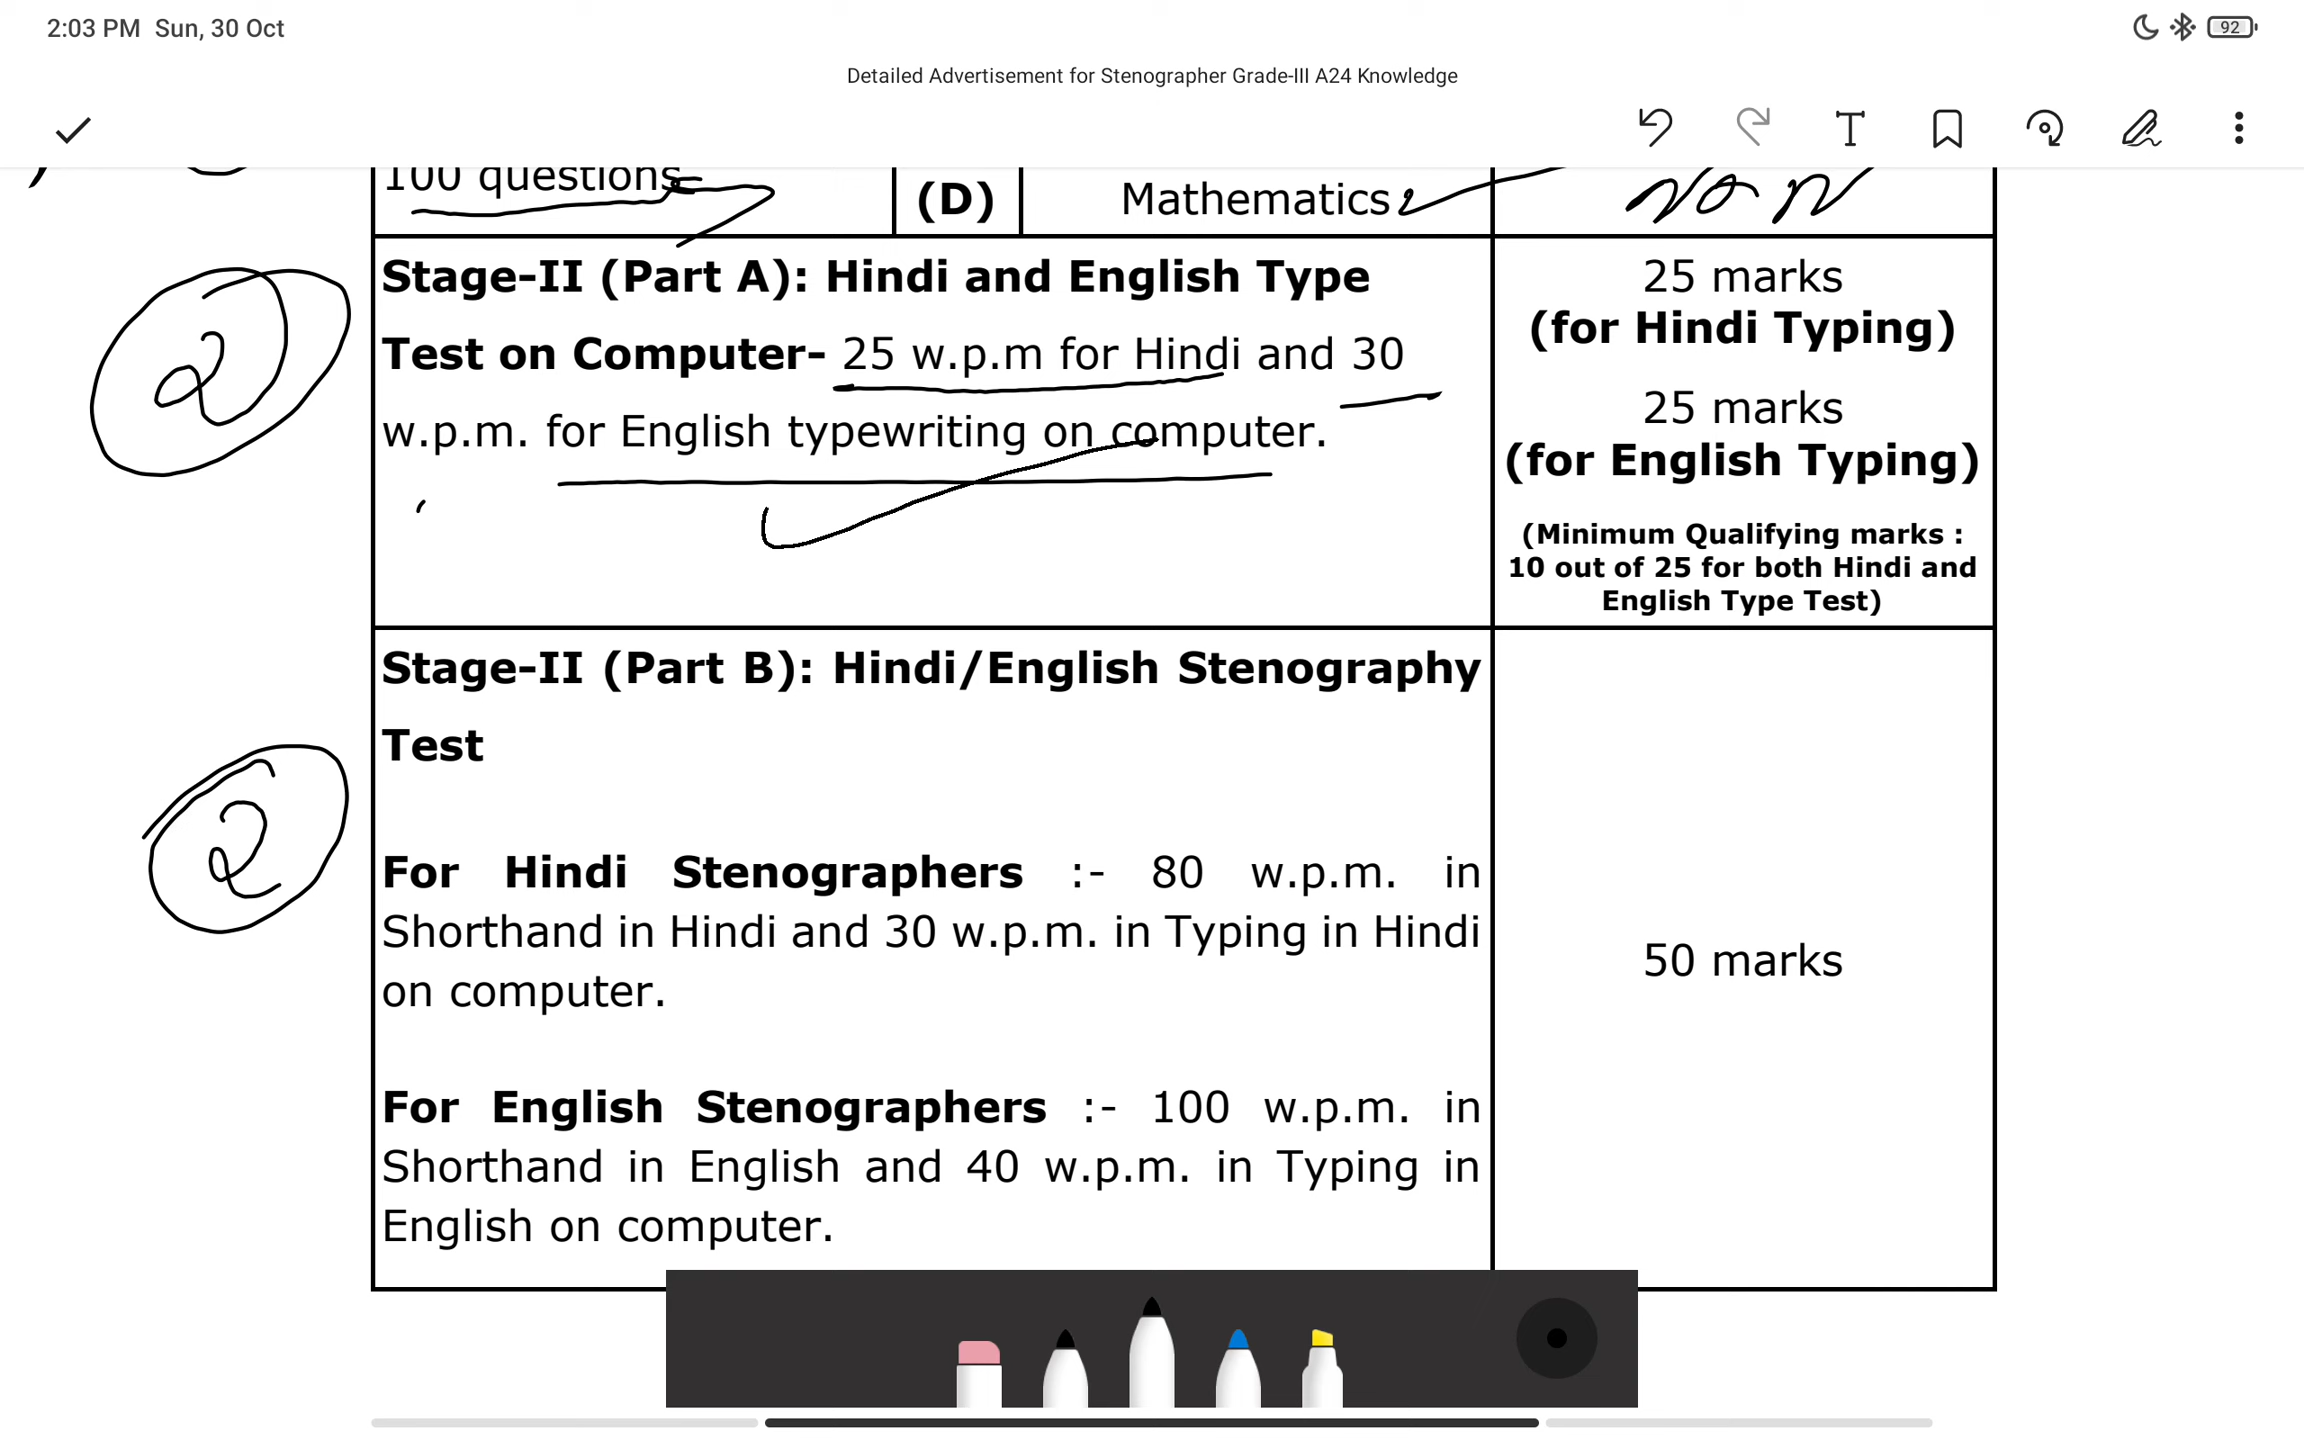 2:03 PM Sun, 30 Oct
92
Detailed Advertisement for Stenographer Grade-III A24 Knowledge
T
100 questions
(D)
Mathematics
Stage-II (Part A): Hindi and English Type
Test on Computer- 25 w.p.m for Hindi and 30
w.p.m. for English typewriting on computer.
25 marks
(for Hindi Typing)
25 marks
(for English Typing)
(Minimum Qualifying marks :
10 out of 25 for both Hindi and
English Type Test)
2
Stage-II (Part B): Hindi/English Stenography
Test
For Hindi Stenographers :- 80 w.p.m. in
Shorthand in Hindi and 30 w.p.m. in Typing in Hindi
on computer.
For English Stenographers :- 100 w.p.m. in
Shorthand in English and 40 w.p.m. in Typing in
English on computer.
50 marks
2